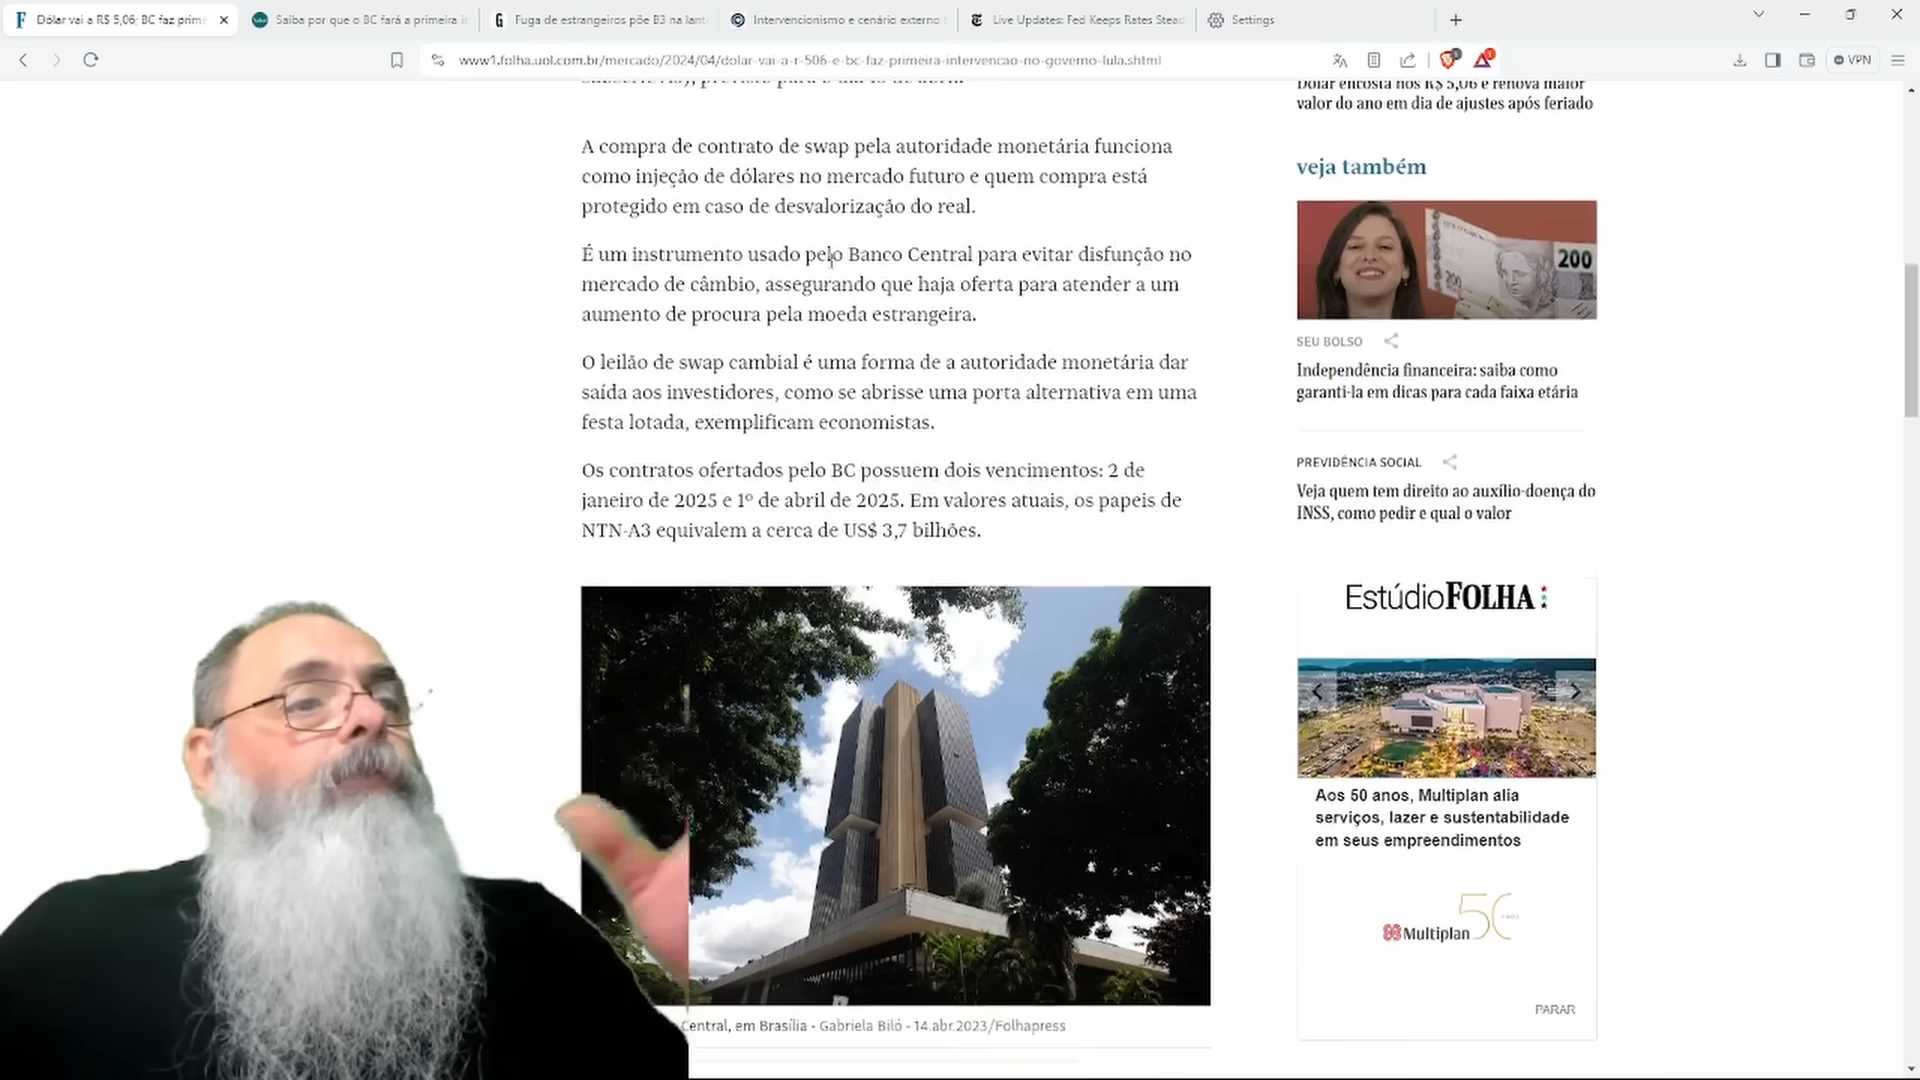 Dólar vai a R$ 5,06; BC faz prim
Saiba por que o BC fará a primeira in
Fuga de estrangeiros põe B3 na lant
Intervencionismo e cenário externo
Live Updates: Fed Keeps Rates Stead
Settings
www1.folha.uol.com.br/mercado/2024/04/dolar-vai-a-r-506-e-bc-faz-primeira-intervencao-no-governo-lula.shtml
VPN
A compra de contrato de swap pela autoridade monetária funciona
como injeção de dólares no mercado futuro e quem compra está
protegido em caso de desvalorização do real.
É um instrumento usado pelo Banco Central para evitar disfunção no
mercado de câmbio, assegurando que haja oferta para atender a um
aumento de procura pela moeda estrangeira.
O leilão de swap cambial é uma forma de a autoridade monetária dar
saída aos investidores, como se abrisse uma porta alternativa em uma
festa lotada, exemplificam economistas.
Os contratos ofertados pelo BC possuem dois vencimentos: 2 de
janeiro de 2025 e 1º de abril de 2025. Em valores atuais, os papeis de
NTN-A3 equivalem a cerca de US$ 3,7 bilhões.
Central, em Brasília - Gabriela Biló - 14.abr.2023/Folhapress
Dólar encosta nos R$ 5,06 e renova maior
valor do ano em dia de ajustes após feriado
veja também
200
200
SEU BOLSO
Independência financeira: saiba como
garanti-la em dicas para cada faixa etária
PREVIDÊNCIA SOCIAL
Veja quem tem direito ao auxílio-doença do
INSS, como pedir e qual o valor
EstúdioFOLHA
Aos 50 anos, Multiplan alia
serviços, lazer e sustentabilidade
em seus empreendimentos
Multiplan 50
PARAR